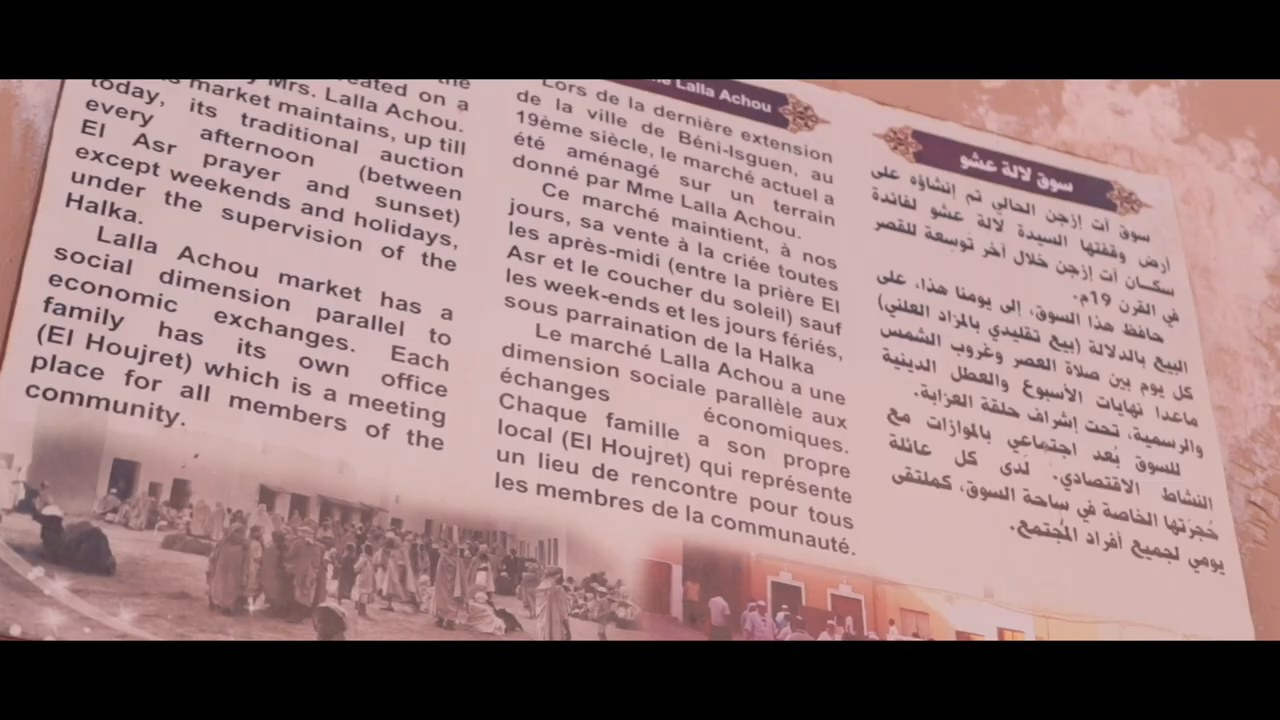 the
eated on a
y Mrs. Lalla Achou.
s market maintains, up till
today, its traditional auction
every afternoon (between
El Asr prayer and sunset)
except weekends and holidays,
under the supervision of the
Halka.
Lalla Achou market has a
social dimension parallel to
economic exchanges. Each
family has its own office
(El Houjret) which is a meeting
place for all members of the
community.
Lalla Achou
Lors de la dernière extension
de la ville de Béni-Isguen, au
19ème siècle, le marché actuel a
été aménagé sur un terrain
donné par Mme Lalla Achou.
Ce marché maintient, à nos
jours, sa vente à la criée toutes
les après-midi (entre la prière El
Asr et le coucher du soleil) sauf
les week-ends et les jours fériés,
sous parraination de la Halka
Le marché Lalla Achou a une
dimension sociale parallèle aux
échanges économiques.
Chaque famille a son propre
local (El Houjret) qui représente
un lieu de rencontre pour tous
les membres de la communauté.
سوق لالة عشو
سوق أت إزجن الحالي تم إنشاؤه على
أرض وقفتها السيدة لالة عشو لفائدة
سكـان أت إزجن خلال آخر توسعة للقصر
في القرن 19م.
حافظ هذا السوق، إلى يومنا هذا، على
البيع بالدلالة (بيع تقليدي بالمزاد العلني)
كل يوم بين صلاة العصر وغروب الشمس
ماعدا نهايات الأسبوع والعطل الدينية
والرسمية، تحت إشراف حلقة العزابة.
للسوق بُعد اجتماعي بالموازات مع
النشاط الاقتصادي. لدى كل عائلة
حُجرَتها الخاصة في ساحة السوق، كملتقى
يومي لجميع أفراد المُجتمع.